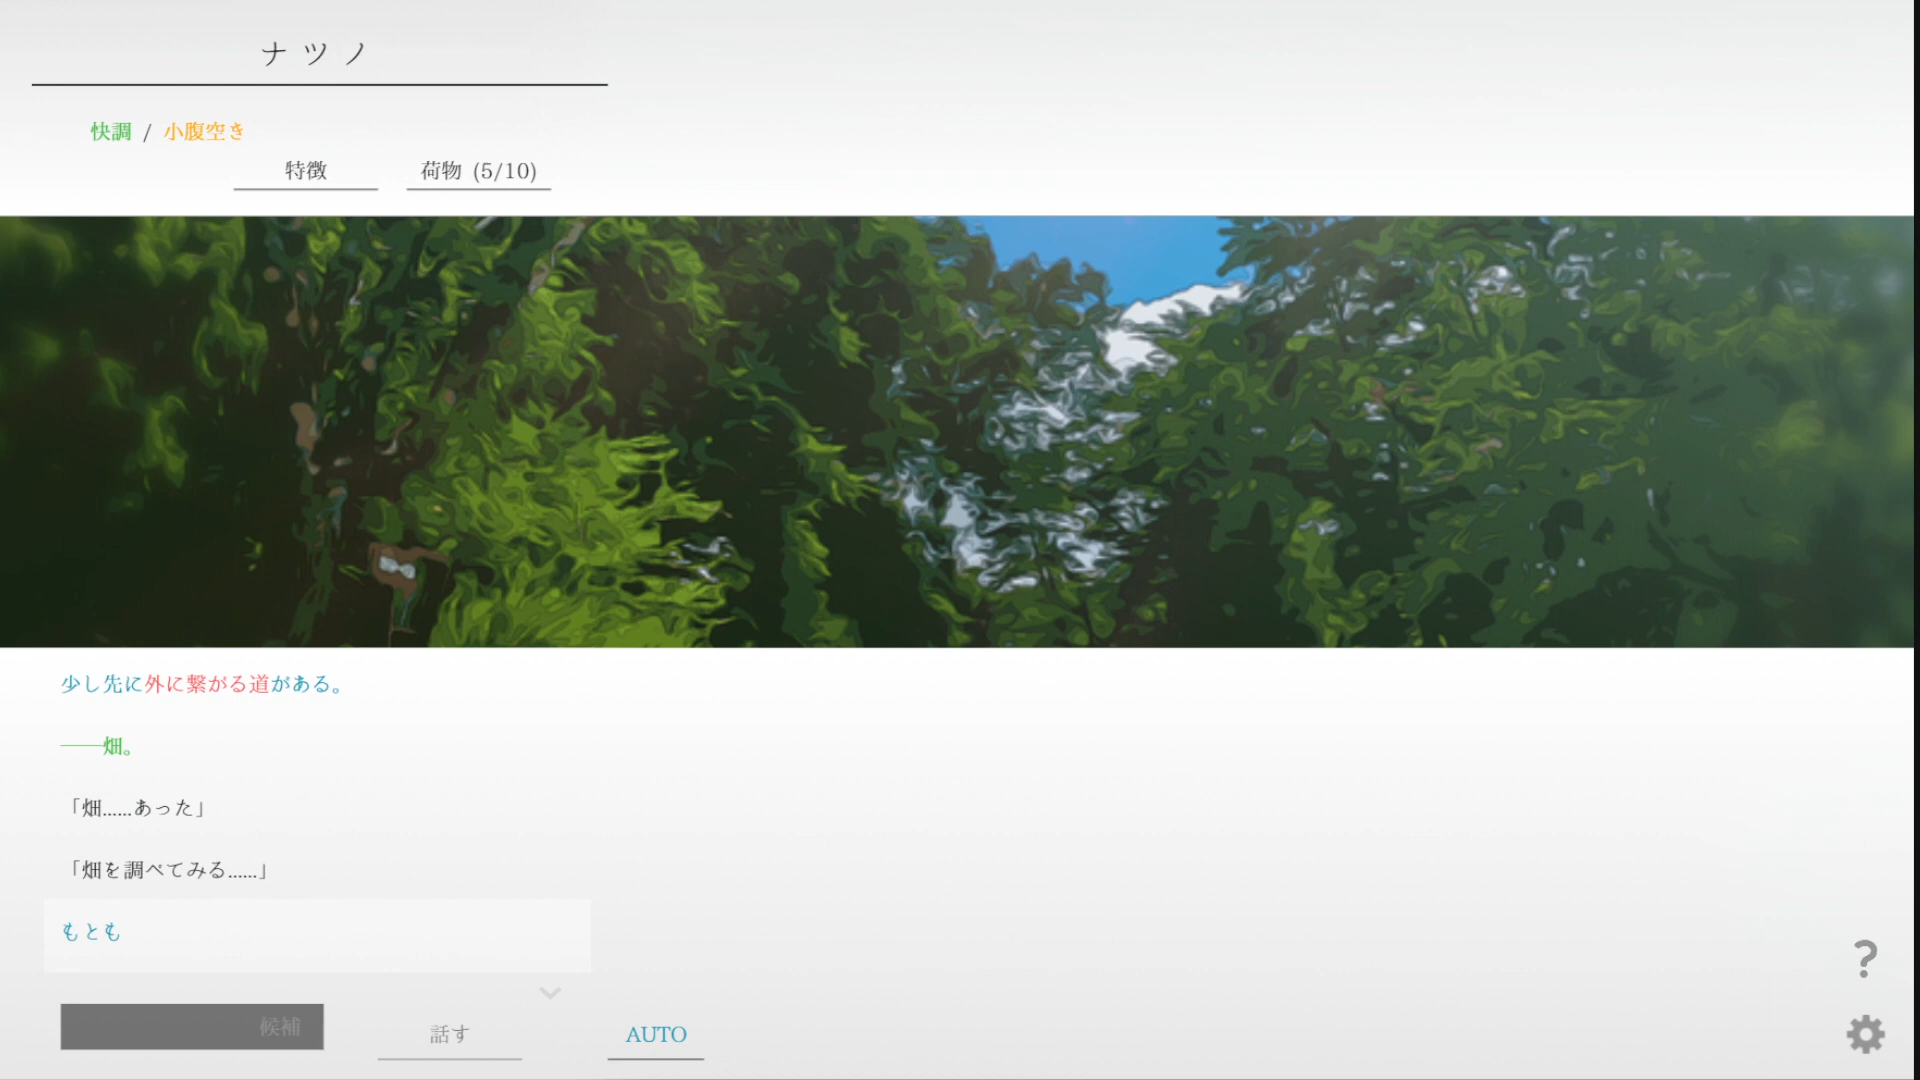 ナツノ
快調 / 小腹空き
特徴 荷物 (5/10)
少し先に外に繋がる道がある。
――畑。
「畑……あった」
「畑を調べてみる……」
もとも
候補 話す AUTO
?